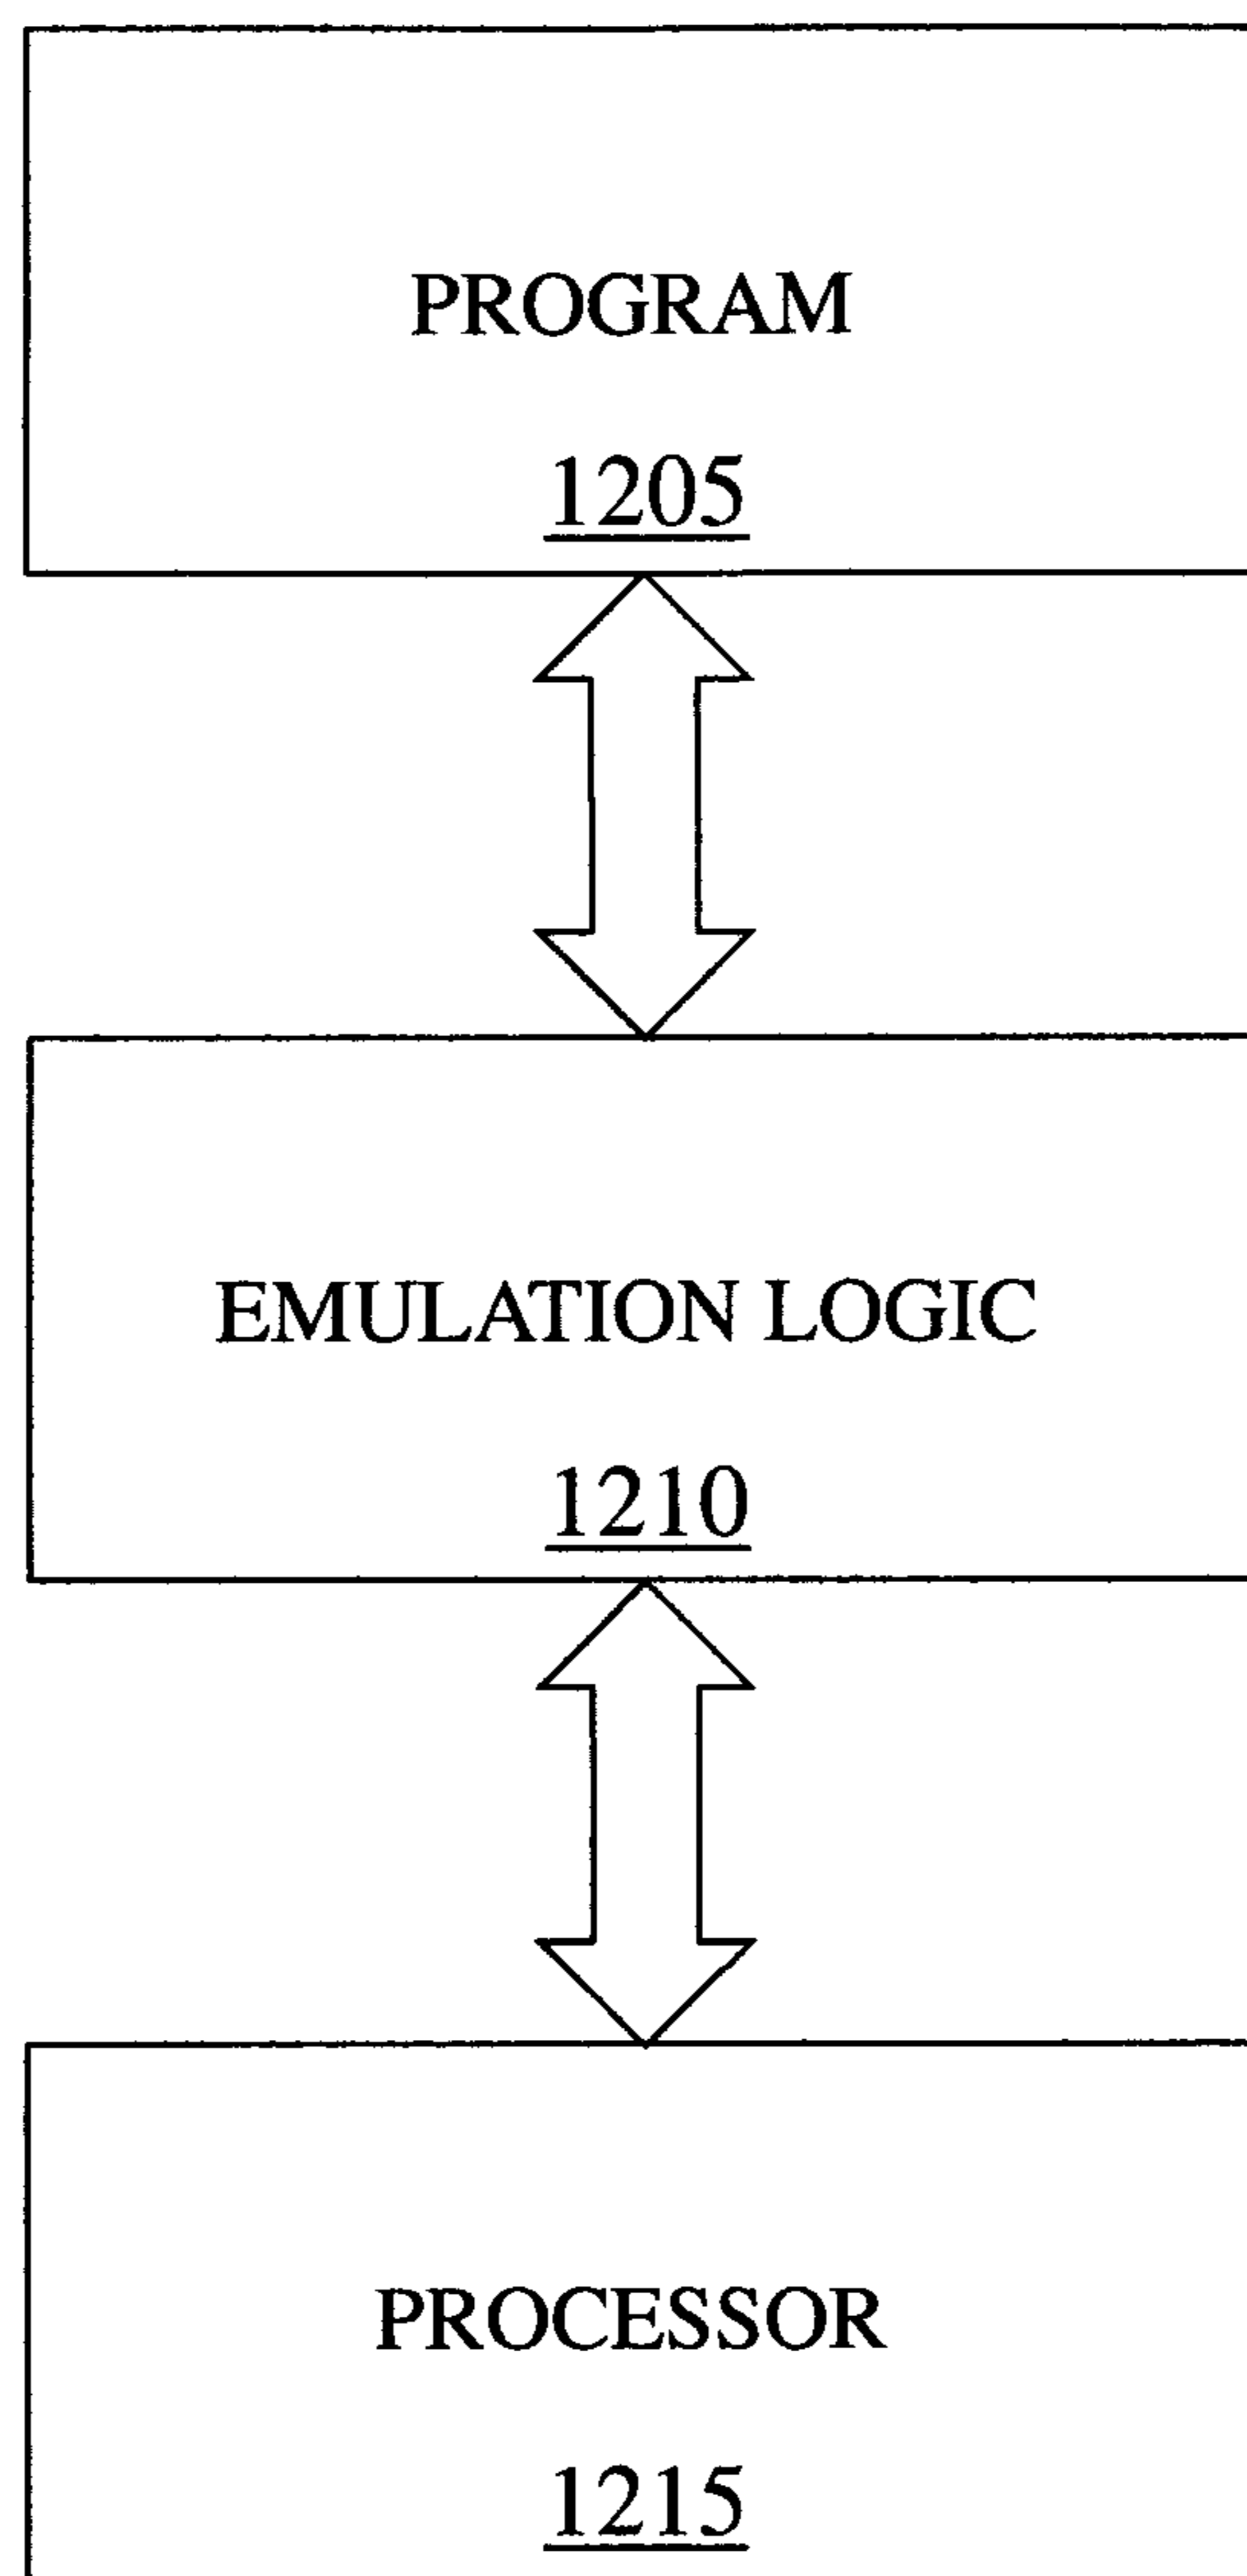 PROGRAM
1205
EMULATION LOGIC
1210
PROCESSOR
1215